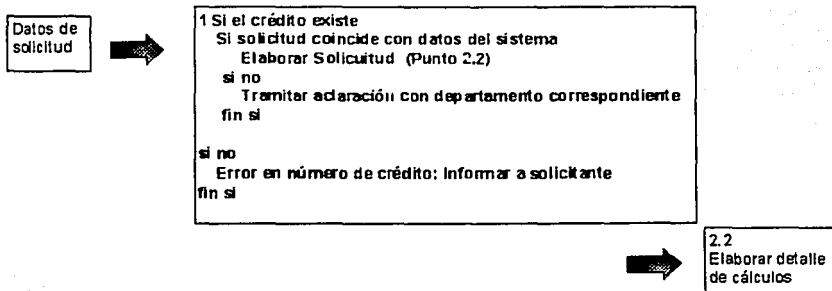 Datos de
solicitud
1 Si el crédito existe
Si solicitud coincide con datos del sistema
Elaborar Solicuitud (Punto 2.2)
si no
Tramitar aclaración con departamento correspondiente
fin si
si no
Error en número de crédito: Informar a solicitante
fin si
2.2
Elaborar detalle
de cálculos